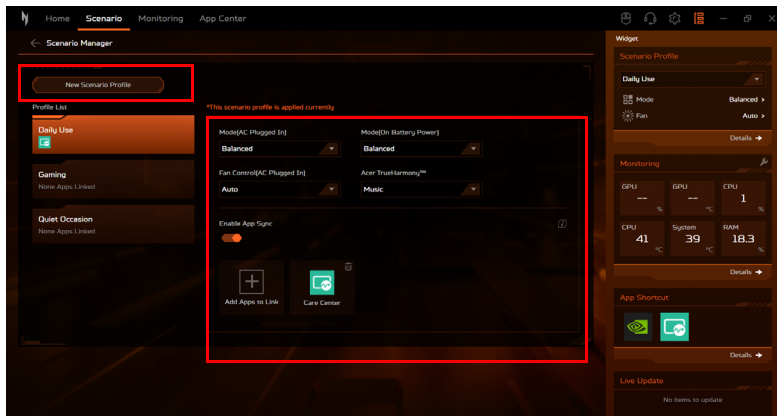 Home Scenario Monitoring App Center
Scenario Manager
New Scenario Profile
Profile List
Daily Use
Gaming
None Apps Linked
Quiet Occasion
None Apps Linked
*This scenario profile is applied currently
Mode(AC Plugged In) Mode(On Battery Power)
Balanced Balanced
Fan Control(AC Plugged In) Acer TrueHarmony™
Auto Music
Enable App Sync
Add Apps to Link Care Center
Widget
Scenario Profile
Daily Use
Mode Balanced >
Fan Auto >
Details →
Monitoring
GPU GPU CPU
-- -- 1
% °C %
CPU System RAM
41 39 18.3
°C °C %
Details →
App Shortcut
Details →
Live Update
No items to update